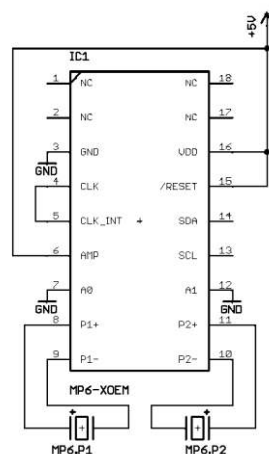 +5V
IC1
1 NC NC 18
2 NC NC 17
3 GND VDD 16
GND
4 CLK /RESET 15
5 CLK_INT + SDA 14
6 AMP SCL 13
7 A0 A1 12
GND GND
8 P1+ P2+ 11
9 P1- P2- 10
MP6-XOEM
+ +
MP6.P1 MP6.P2